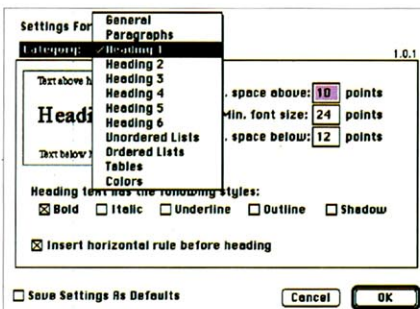 Settings For
General
Paragraphs
Category: ✓Heading 1
1.0.1
Heading 2
Heading 3
Heading 4
Heading 5
Heading 6
Unordered Lists
Ordered Lists
Tables
Colors
Text above h
Headi
Text below h
. space above: 10 points
Min. font size: 24 points
. space below: 12 points
Heading text has the following styles:
Bold Italic Underline Outline Shadow
Insert horizontal rule before heading
Save Settings As Defaults
Cancel OK